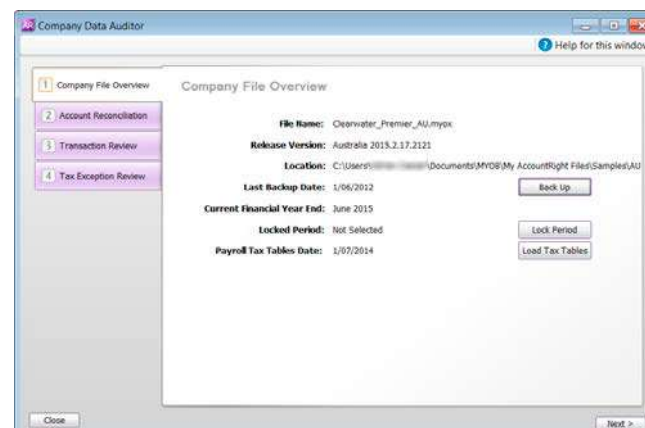 Company Data Auditor
Help for this window
1 Company File Overview
2 Account Reconciliation
3 Transaction Review
4 Tax Exception Review
Company File Overview
File Name: Clearwater_Premier_AU.myox
Release Version: Australia 2015.2.17.2121
Location: C:\Users\ \Documents\MYOB\My AccountRight Files\Samples\AU
Last Backup Date: 1/06/2012 Back Up
Current Financial Year End: June 2015
Locked Period: Not Selected Lock Period
Payroll Tax Tables Date: 1/07/2014 Load Tax Tables
Close Next >